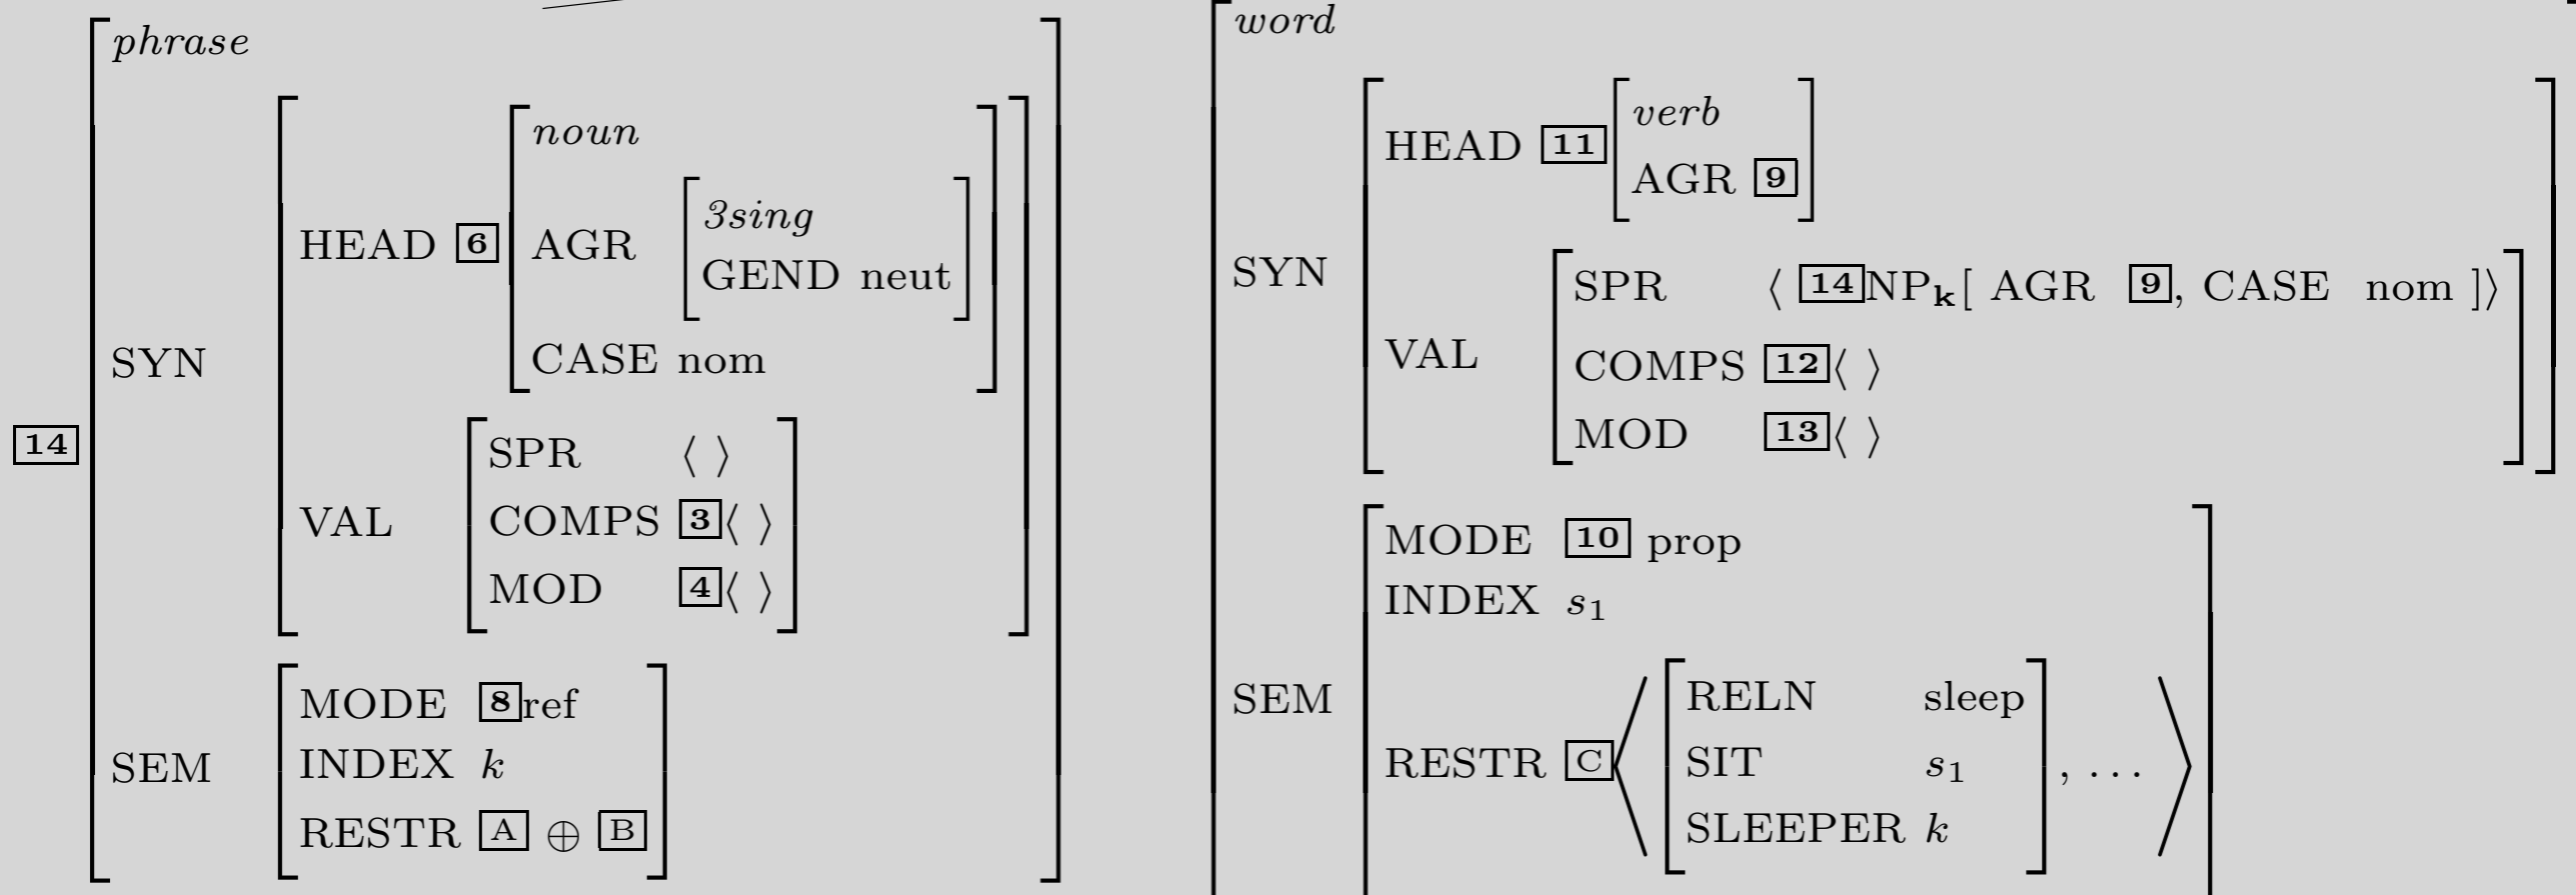 phrase
noun
3sing
HEAD 6 AGR
GEND neut
CASE nom
SYN
SPR ⟨ ⟩
VAL COMPS 3⟨ ⟩
MOD 4⟨ ⟩
14
MODE 8ref
SEM INDEX k
RESTR A ⊕ B
word
verb
HEAD 11
AGR 9
SYN
SPR ⟨ 14NPk[ AGR 9, CASE nom ]⟩
VAL COMPS 12⟨ ⟩
MOD 13⟨ ⟩
MODE 10 prop
INDEX s1
SEM
RELN sleep
RESTR C SIT s1 , ...
SLEEPER k